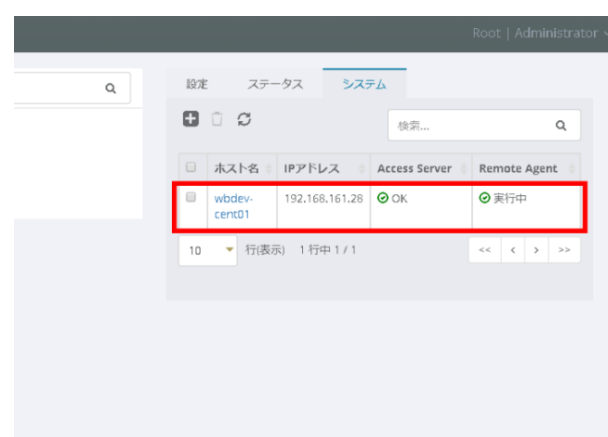 Root | Administrator
設定 ステータス システム
検索...
ホスト名 IPアドレス Access Server Remote Agent
wbdev-cent01 192.168.161.28 OK 実行中
10 行(表示) 1 行中 1 / 1 << < > >>